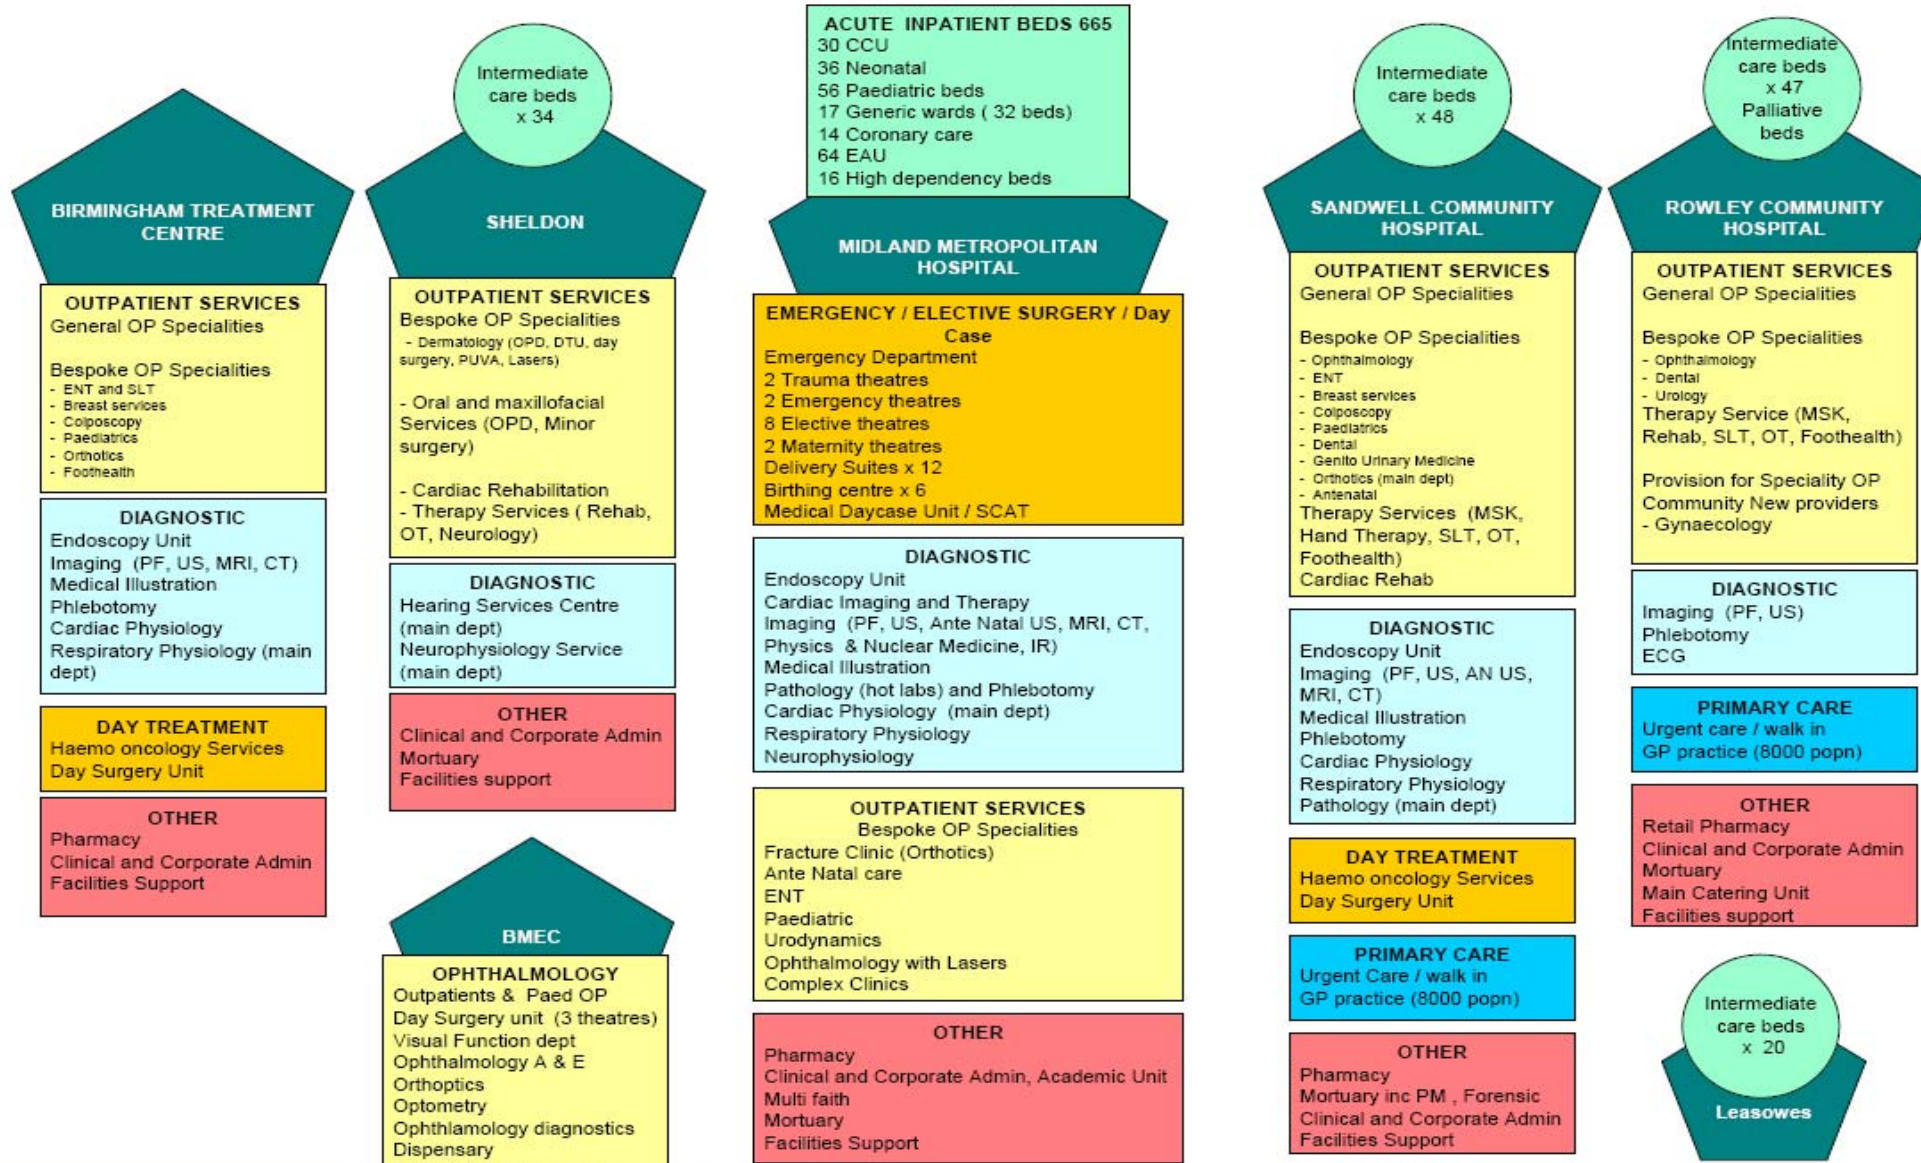 BIRMINGHAM TREATMENT
CENTRE
OUTPATIENT SERVICES
General OP Specialities
Bespoke OP Specialities
- ENT and SLT
- Breast services
- Colposcopy
- Paediatrics
- Orthotics
- Foothealth
DIAGNOSTIC
Endoscopy Unit
Imaging (PF, US, MRI, CT)
Medical Illustration
Phlebotomy
Cardiac Physiology
Respiratory Physiology (main
dept)
DAY TREATMENT
Haemo oncology Services
Day Surgery Unit
OTHER
Pharmacy
Clinical and Corporate Admin
Facilities Support
Intermediate
care beds
x 34
SHELDON
OUTPATIENT SERVICES
Bespoke OP Specialities
- Dermatology (OPD, DTU, day
surgery, PUVA, Lasers)
- Oral and maxillofacial
Services (OPD, Minor
surgery)
- Cardiac Rehabilitation
- Therapy Services ( Rehab,
OT, Neurology)
DIAGNOSTIC
Hearing Services Centre
(main dept)
Neurophysiology Service
(main dept)
OTHER
Clinical and Corporate Admin
Mortuary
Facilities support
BMEC
OPHTHALMOLOGY
Outpatients & Paed OP
Day Surgery unit (3 theatres)
Visual Function dept
Ophthalmology A & E
Orthoptics
Optometry
Ophthlamology diagnostics
Dispensary
ACUTE INPATIENT BEDS 665
30 CCU
36 Neonatal
56 Paediatric beds
17 Generic wards ( 32 beds)
14 Coronary care
64 EAU
16 High dependency beds
MIDLAND METROPOLITAN
HOSPITAL
EMERGENCY / ELECTIVE SURGERY / Day
Case
Emergency Department
2 Trauma theatres
2 Emergency theatres
8 Elective theatres
2 Maternity theatres
Delivery Suites x 12
Birthing centre x 6
Medical Daycase Unit / SCAT
DIAGNOSTIC
Endoscopy Unit
Cardiac Imaging and Therapy
Imaging (PF, US, Ante Natal US, MRI, CT,
Physics & Nuclear Medicine, IR)
Medical Illustration
Pathology (hot labs) and Phlebotomy
Cardiac Physiology (main dept)
Respiratory Physiology
Neurophysiology
OUTPATIENT SERVICES
Bespoke OP Specialities
Fracture Clinic (Orthotics)
Ante Natal care
ENT
Paediatric
Urodynamics
Ophthalmology with Lasers
Complex Clinics
OTHER
Pharmacy
Clinical and Corporate Admin, Academic Unit
Multi faith
Mortuary
Facilities Support
Intermediate
care beds
x 48
SANDWELL COMMUNITY
HOSPITAL
OUTPATIENT SERVICES
General OP Specialities
Bespoke OP Specialities
- Ophthalmology
- ENT
- Breast services
- Colposcopy
- Paediatrics
- Dental
- Genito Urinary Medicine
- Orthotics (main dept)
- Antenatal
Therapy Services (MSK,
Hand Therapy, SLT, OT,
Foothealth)
Cardiac Rehab
DIAGNOSTIC
Endoscopy Unit
Imaging (PF, US, AN US,
MRI, CT)
Medical Illustration
Phlebotomy
Cardiac Physiology
Respiratory Physiology
Pathology (main dept)
DAY TREATMENT
Haemo oncology Services
Day Surgery Unit
PRIMARY CARE
Urgent Care / walk in
GP practice (8000 popn)
OTHER
Pharmacy
Mortuary inc PM , Forensic
Clinical and Corporate Admin
Facilities Support
Intermediate
care beds
x 47
Palliative
beds
ROWLEY COMMUNITY
HOSPITAL
OUTPATIENT SERVICES
General OP Specialities
Bespoke OP Specialities
- Ophthalmology
- Dental
- Urology
Therapy Service (MSK,
Rehab, SLT, OT, Foothealth)
Provision for Speciality OP
Community New providers
- Gynaecology
DIAGNOSTIC
Imaging (PF, US)
Phlebotomy
ECG
PRIMARY CARE
Urgent care / walk in
GP practice (8000 popn)
OTHER
Retail Pharmacy
Clinical and Corporate Admin
Mortuary
Main Catering Unit
Facilities support
Intermediate
care beds
x 20
Leasowes